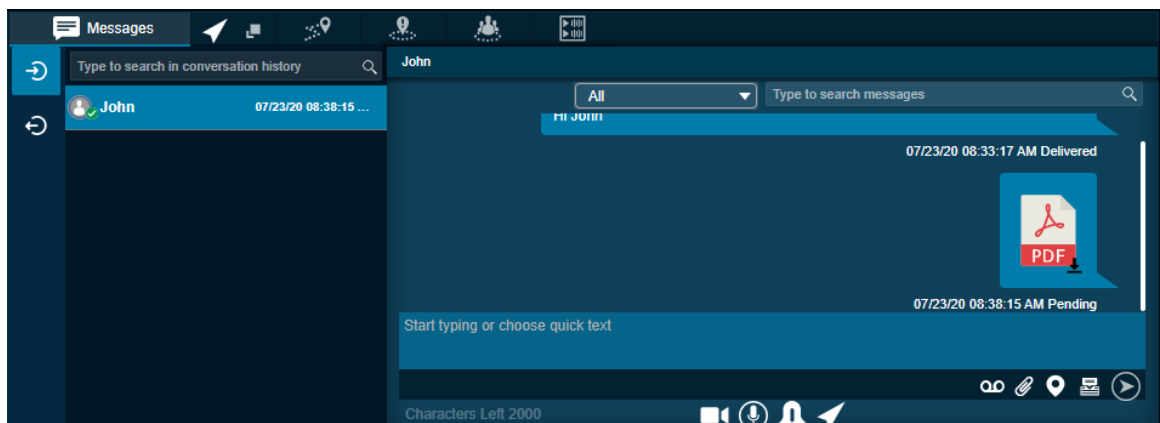 Messages
Type to search in conversation history
John
07/23/20 08:38:15 ...
John
All
Type to search messages
Hi John
07/23/20 08:33:17 AM Delivered
PDF
07/23/20 08:38:15 AM Pending
Start typing or choose quick text
Characters Left 2000